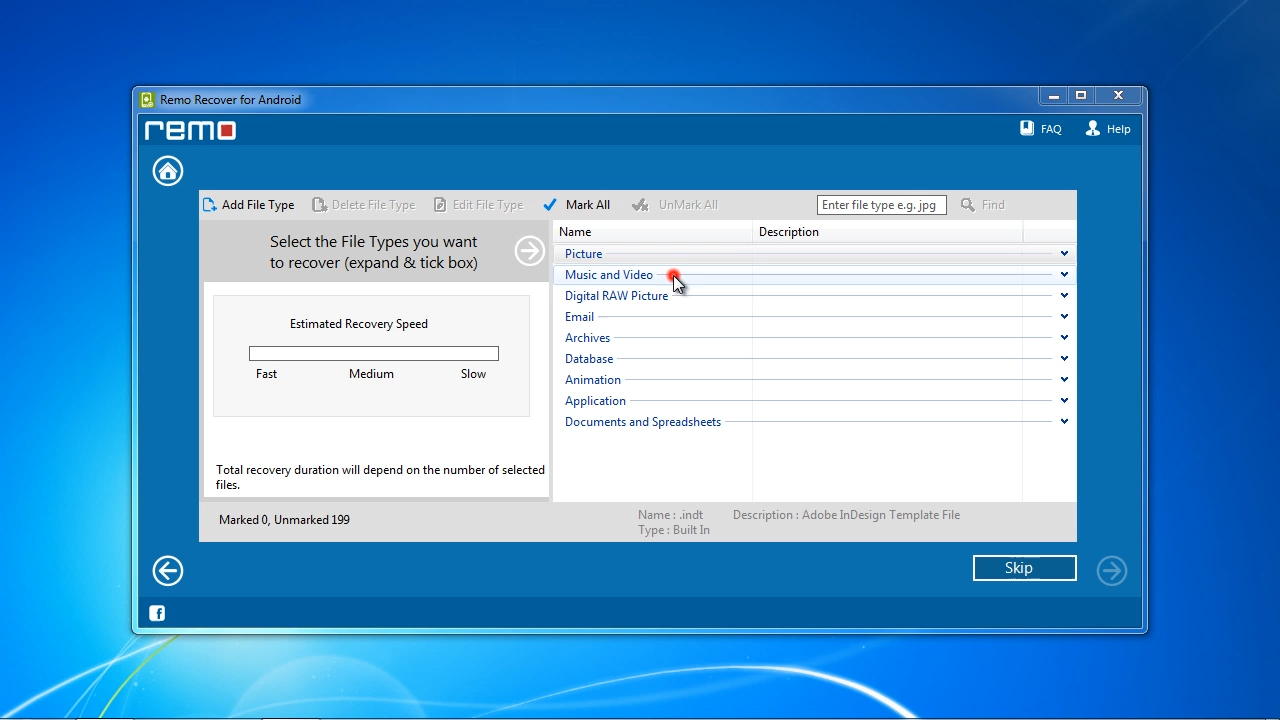 Remo Recover for Android
remo
FAQ
Help
Add File Type
Delete File Type
Edit File Type
Mark All
UnMark All
Enter file type e.g. jpg
Find
Select the File Types you want
to recover (expand & tick box)
Estimated Recovery Speed
Fast
Medium
Slow
Total recovery duration will depend on the number of selected
files.
Name
Description
Picture
Music and Video
Digital RAW Picture
Email
Archives
Database
Animation
Application
Documents and Spreadsheets
Marked 0, Unmarked 199
Name : .indt
Description : Adobe InDesign Template File
Type : Built In
Skip
f